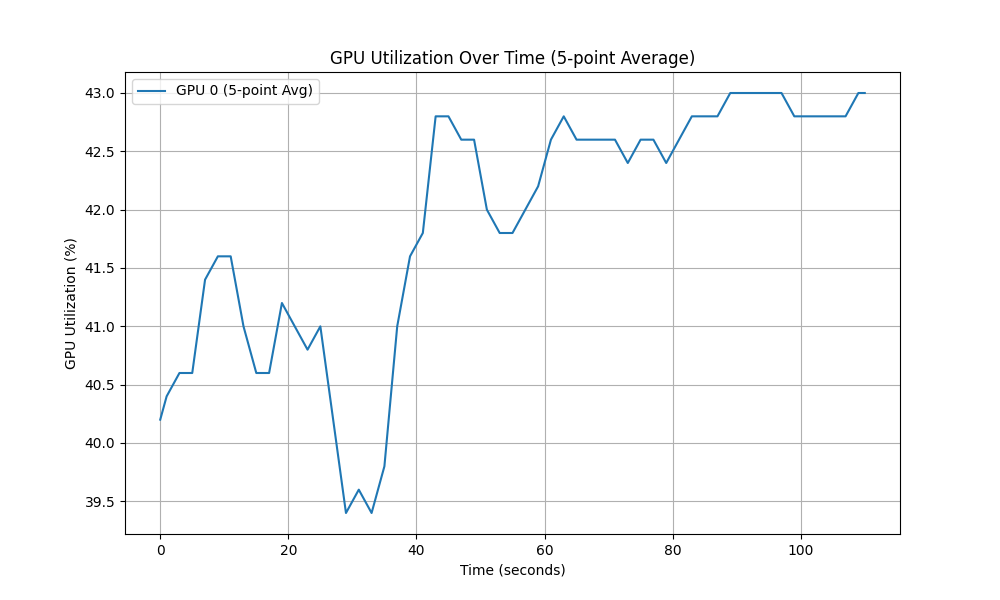 GPU Utilization Over Time (5-point Average)
GPU 0 (5-point Avg)
GPU Utilization (%)
43.0
42.5
42.0
41.5
41.0
40.5
40.0
39.5
0 20 40 60 80 100
Time (seconds)